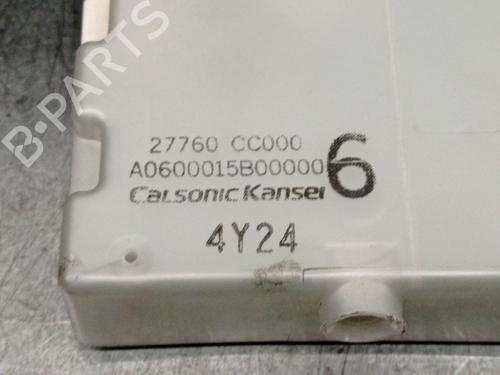 27760 CC000
A0600015B00000
6
CalsonicKansei
4Y24
B-PARTS